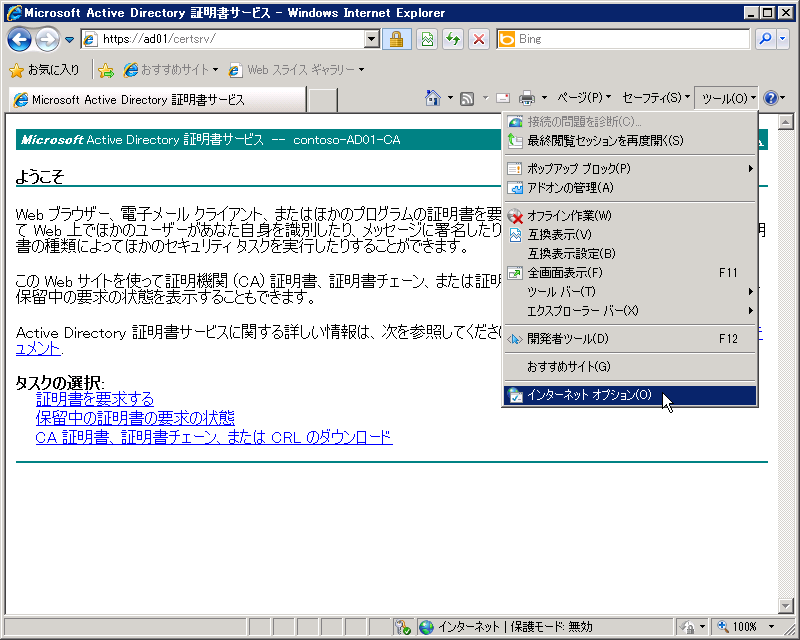 Microsoft Active Directory 証明書サービス - Windows Internet Explorer
https://ad01/certsrv/
Bing
お気に入り
おすすめサイト
Web スライス ギャラリー
Microsoft Active Directory 証明書サービス
ページ(P)
セーフティ(S)
ツール(O)
Microsoft Active Directory 証明書サービス -- contoso-AD01-CA
ようこそ
Web ブラウザー、電子メール クライアント、またはほかのプログラムの証明書を要
て Web 上でほかのユーザーがあなた自身を識別したり、メッセージに署名したり
明
書の種類によってほかのセキュリティ タスクを実行したりすることができます。
この Web サイトを使って証明機関 (CA) 証明書、証明書チェーン、または証明
保留中の要求の状態を表示することもできます。
Active Directory 証明書サービスに関する詳しい情報は、次を参照してくださ
ュメント.
タスクの選択:
証明書を要求する
保留中の証明書の要求の状態
CA 証明書、証明書チェーン、または CRL のダウンロード
接続の問題を診断(C)...
最終閲覧セッションを再度開く(S)
ポップアップ ブロック(P)
アドオンの管理(A)
オフライン作業(W)
互換表示(V)
互換表示設定(B)
全画面表示(F) F11
ツール バー(T)
エクスプローラー バー(X)
開発者ツール(D) F12
おすすめサイト(G)
インターネット オプション(O)
インターネット | 保護モード: 無効
100%